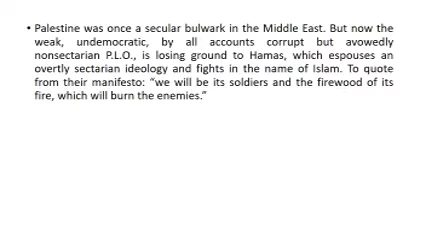 • Palestine was once a secular bulwark in the Middle East. But now the
weak, undemocratic, by all accounts corrupt but avowedly
nonsectarian P.L.O., is losing ground to Hamas, which espouses an
overtly sectarian ideology and fights in the name of Islam. To quote
from their manifesto: “we will be its soldiers and the firewood of its
fire, which will burn the enemies.”